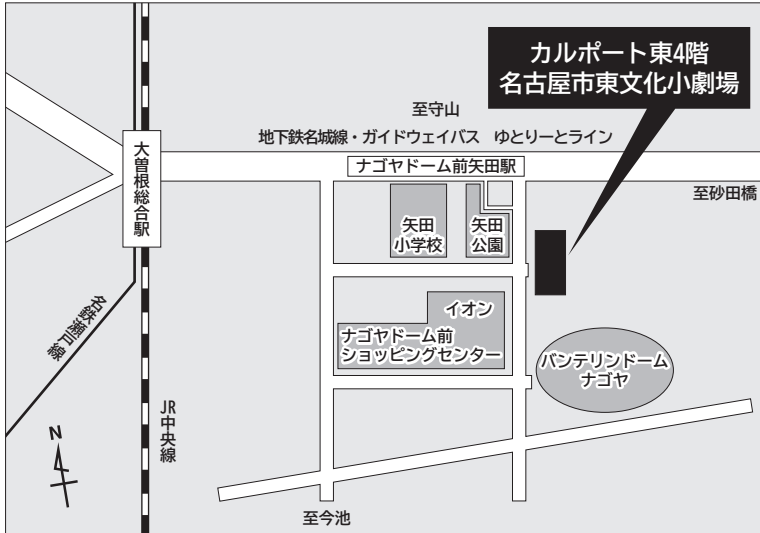 カルポート東4階
名古屋市東文化小劇場
至守山
地下鉄名城線・ガイドウェイバス　ゆとりーとライン
大曽根総合駅
ナゴヤドーム前矢田駅
至砂田橋
矢田
小学校
矢田
公園
イオン
ナゴヤドーム前
ショッピングセンター
バンテリンドーム
ナゴヤ
名鉄瀬戸線
JR中央線
N
至今池